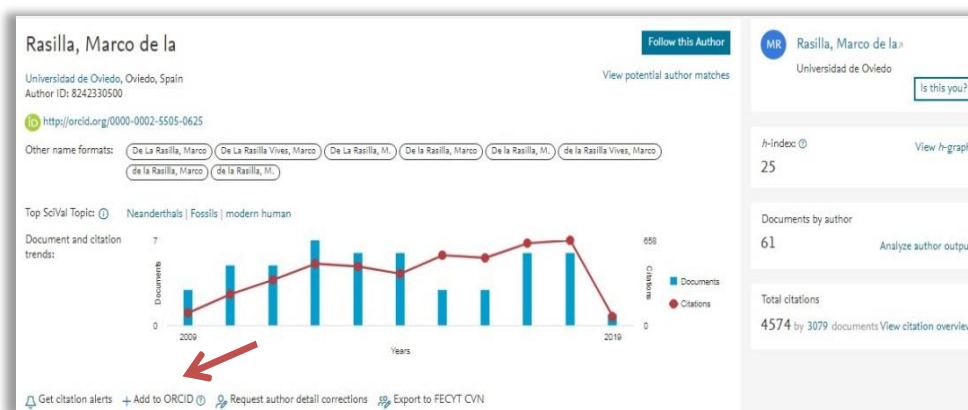 Rasilla, Marco de la
Follow this Author
Universidad de Oviedo, Oviedo, Spain
View potential author matches
Author ID: 8242330500
iD http://orcid.org/0000-0002-5505-0625
Other name formats: De La Rasilla, Marco De La Rasilla Vives, Marco De La Rasilla, M. De la Rasilla, Marco De la Rasilla, M. de la Rasilla Vives, Marco
de la Rasilla, Marco de la Rasilla, M.
Top SciVal Topic: Neanderthals | Fossils | modern human
Document and citation trends:
7
656
Documents
Citations
Documents
Citations
0
0
2009
2019
Years
Get citation alerts + Add to ORCID Request author detail corrections Export to FECYT CVN
MR Rasilla, Marco de la
Universidad de Oviedo
Is this you?
h-index: View h-graph
25
Documents by author
61 Analyze author output
Total citations
4574 by 3079 documents View citation overview